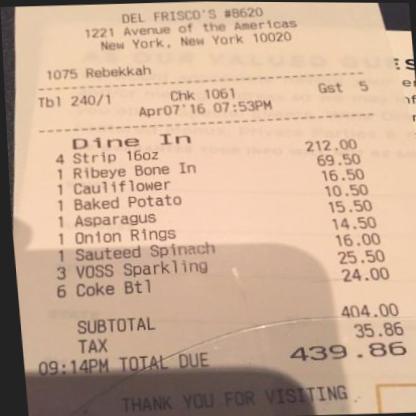 DEL FRISCO'S #8620
1221 Avenue of the Americas
New York, New York 10020
1075 Rebekkah
Tbl 240/1 Chk 1061 Gst 5
Apr07'16 07:53PM
Dine In
4 Strip 16oz 212.00
1 Ribeye Bone In 69.50
1 Cauliflower 16.50
1 Baked Potato 10.50
1 Asparagus 15.50
1 Onion Rings 14.50
1 Sauteed Spinach 16.00
3 VOSS Sparkling 25.50
6 Coke Btl 24.00
SUBTOTAL 404.00
TAX 35.86
09:14PM TOTAL DUE 439.86
THANK YOU FOR VISITING